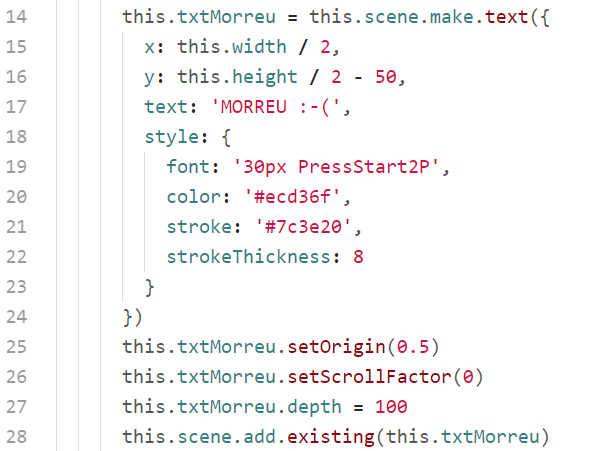 14 this.txtMorreu = this.scene.make.text({
15 x: this.width / 2,
16 y: this.height / 2 - 50,
17 text: 'MORREU :-(',
18 style: {
19 font: '30px PressStart2P',
20 color: '#ecd36f',
21 stroke: '#7c3e20',
22 strokeThickness: 8
23 }
24 })
25 this.txtMorreu.setOrigin(0.5)
26 this.txtMorreu.setScrollFactor(0)
27 this.txtMorreu.depth = 100
28 this.scene.add.existing(this.txtMorreu)